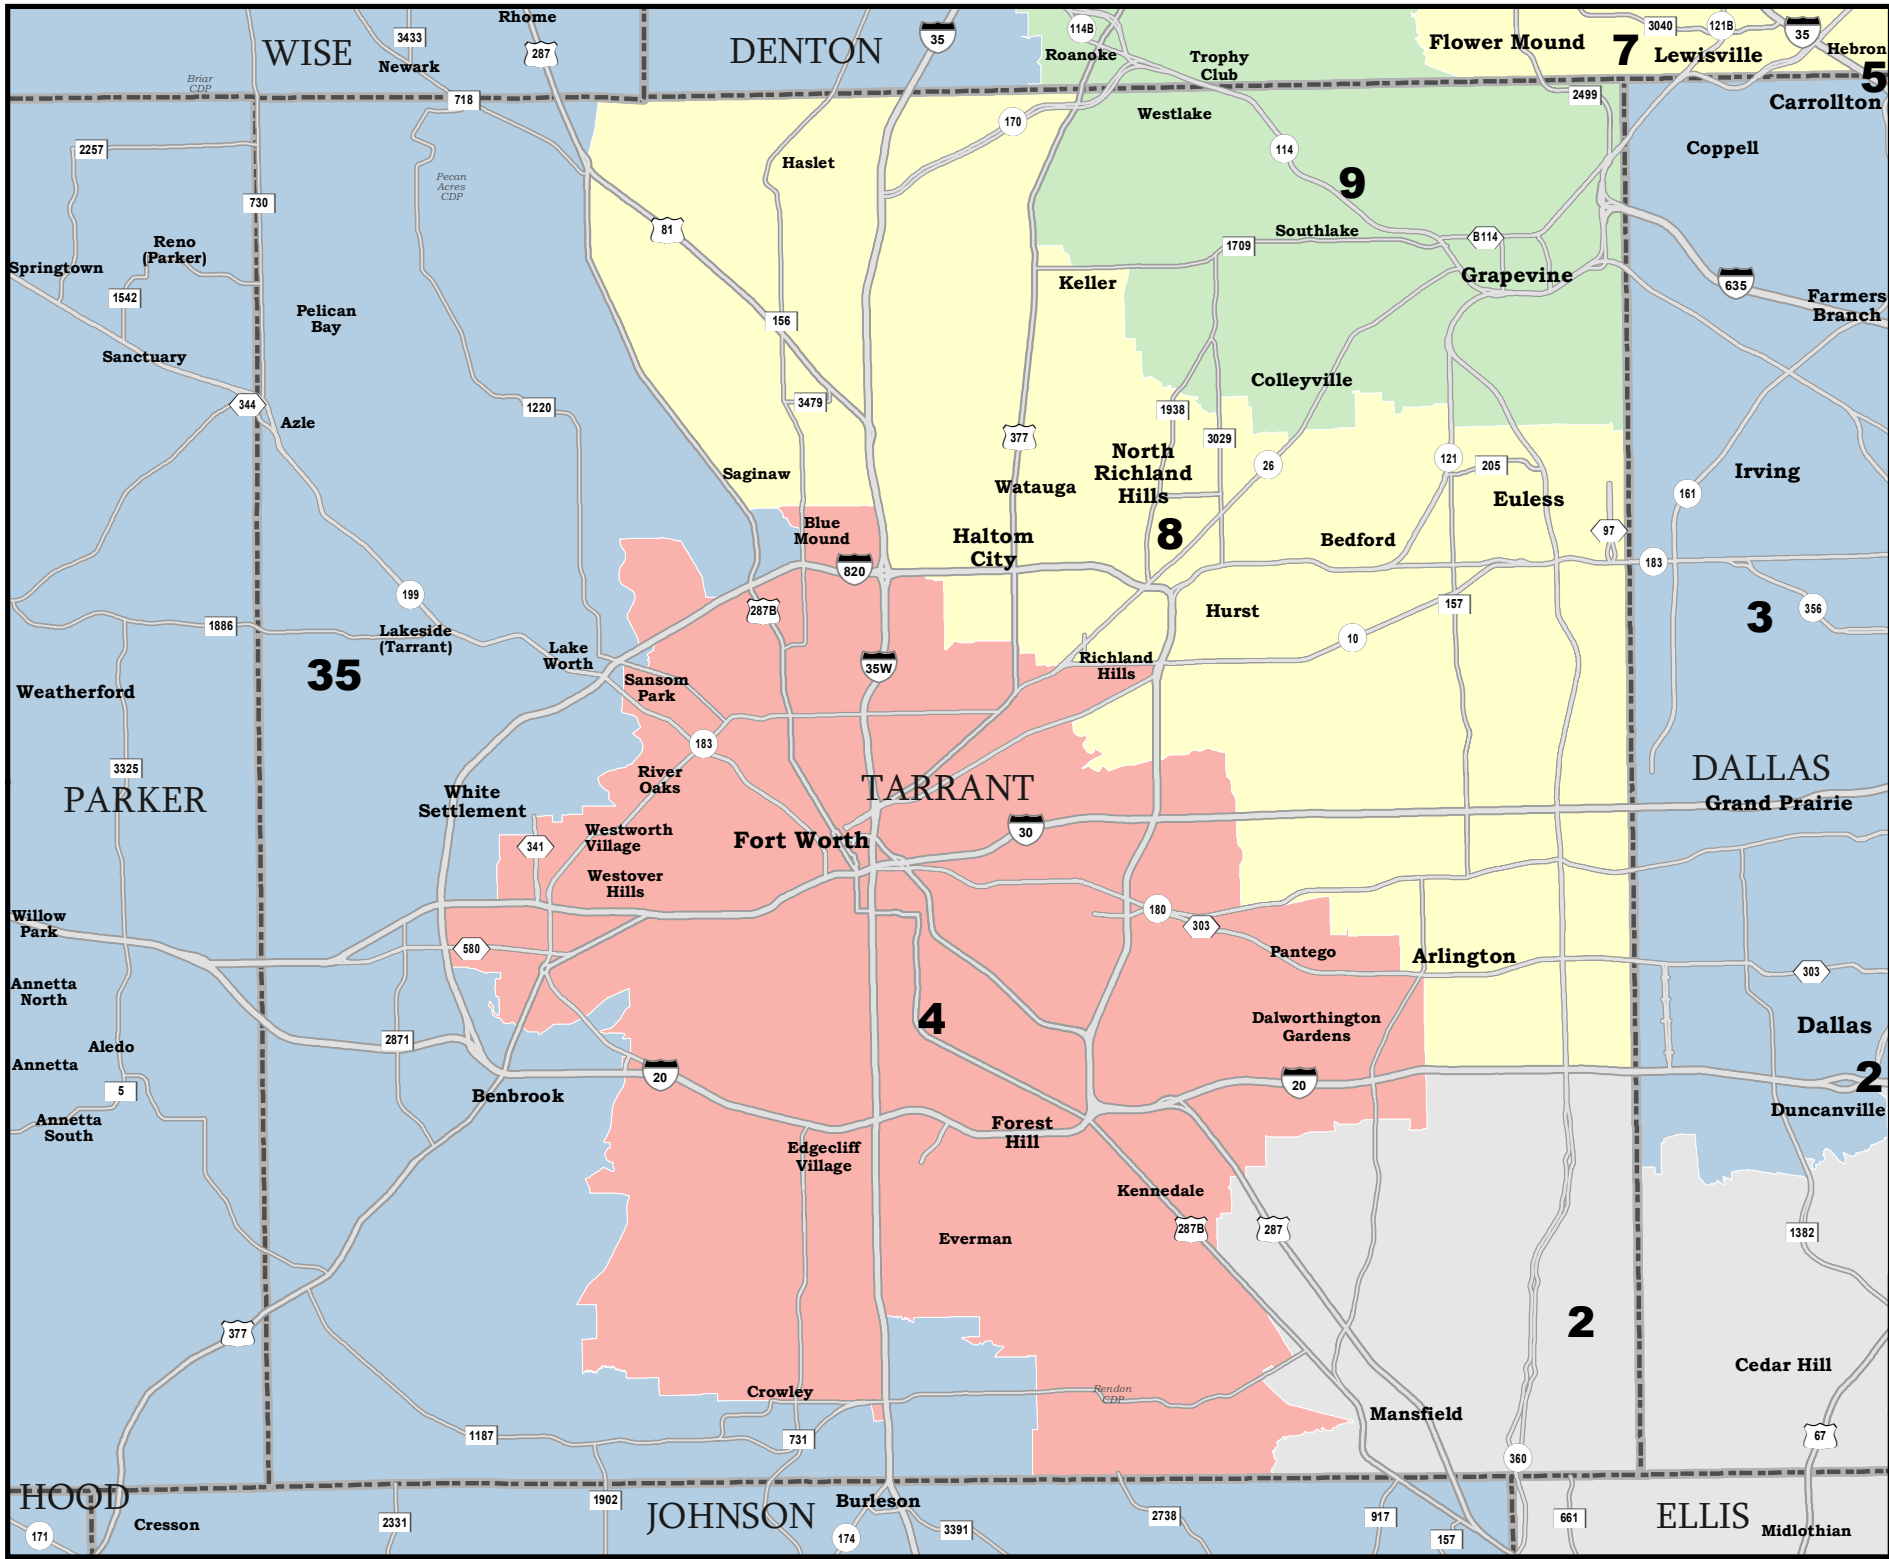 Rhome
3433
WISE
287
DENTON
35
114B
Roanoke
Trophy
Club
Flower Mound
7
3040
121B
35
Lewisville
Hebron
5
Newark
Briar
CDP
718
2499
Carrollton
170
Westlake
2257
114
Coppell
Haslet
Pecan
Acres
CDP
9
730
81
Southlake
B114
1709
Reno
(Parker)
Springtown
Grapevine
Keller
635
1542
Farmers
Branch
Pelican
Bay
156
Sanctuary
Colleyville
344
1220
3479
1938
Azle
377
3029
North
Richland
Hills
26
121
205
Irving
Saginaw
Watauga
Euless
161
Blue
Mound
Haltom
City
8
Bedford
97
820
183
199
287B
Hurst
157
3
356
1886
Lakeside
(Tarrant)
10
Lake
Worth
35W
Richland
Hills
35
Sansom
Park
Weatherford
183
3325
River
Oaks
TARRANT
DALLAS
PARKER
White
Settlement
Grand Prairie
Westworth
Village
Fort Worth
30
341
Westover
Hills
180
Willow
Park
303
580
Pantego
Arlington
303
Annetta
North
4
Dalworthington
Gardens
Dallas
2871
Aledo
Annetta
20
20
2
5
Benbrook
Duncanville
Annetta
South
Forest
Hill
Edgecliff
Village
Kennedale
287B
287
1382
Everman
2
377
Cedar Hill
Crowley
Rendon
CDP
Mansfield
1187
731
67
360
HOOD
1902
JOHNSON
Burleson
ELLIS
171
Cresson
2331
174
3391
2738
917
157
661
Midlothian